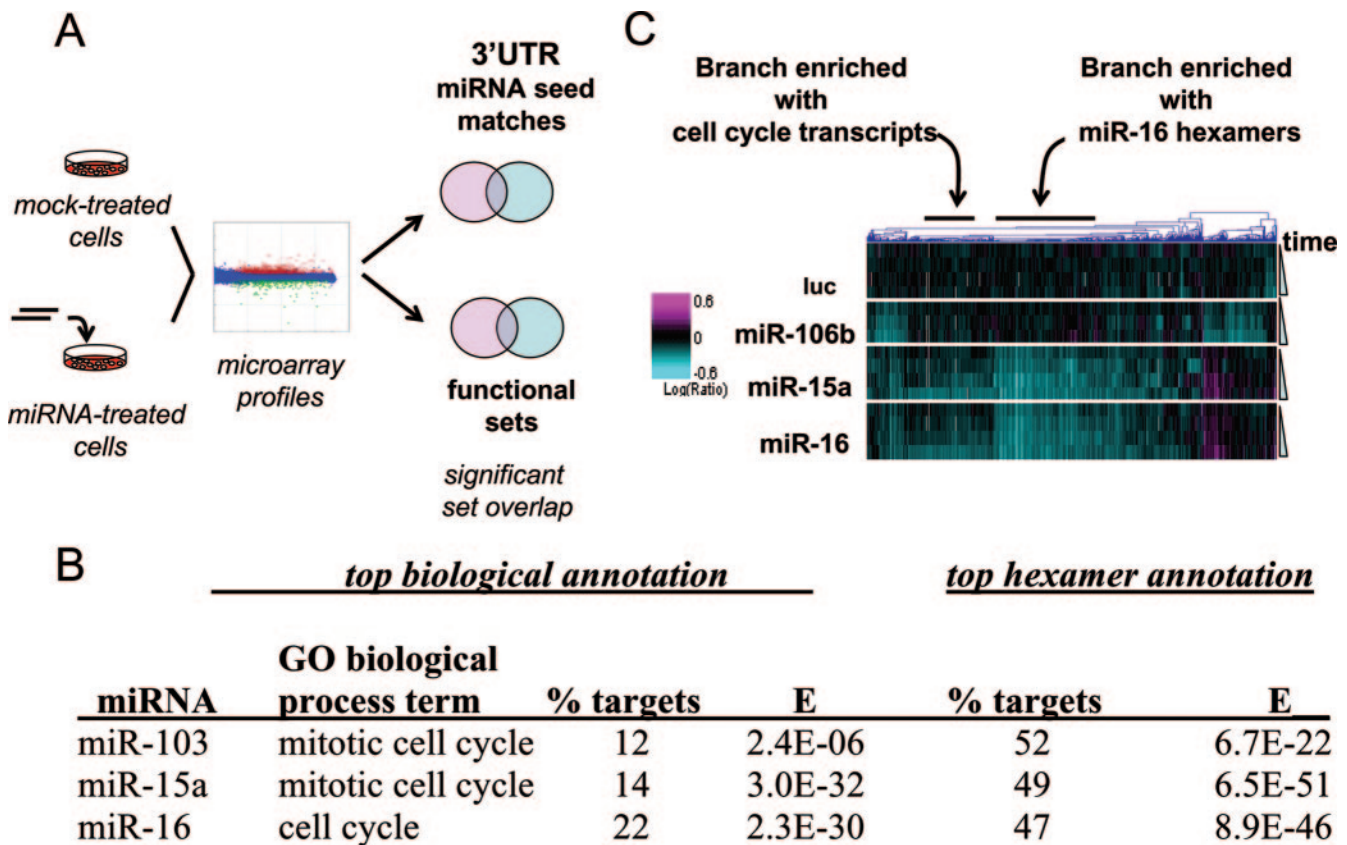 A
mock-treated
cells
miRNA-treated
cells
microarray
profiles
3'UTR
miRNA seed
matches
functional
sets
significant
set overlap
C
Branch enriched
with
cell cycle transcripts
Branch enriched
with
miR-16 hexamers
time
0.6
0
-0.6
Log(Ratio)
luc
miR-106b
miR-15a
miR-16
B
top biological annotation top hexamer annotation
GO biological
miRNA process term % targets E % targets E
miR-103 mitotic cell cycle 12 2.4E-06 52 6.7E-22
miR-15a mitotic cell cycle 14 3.0E-32 49 6.5E-51
miR-16 cell cycle 22 2.3E-30 47 8.9E-46